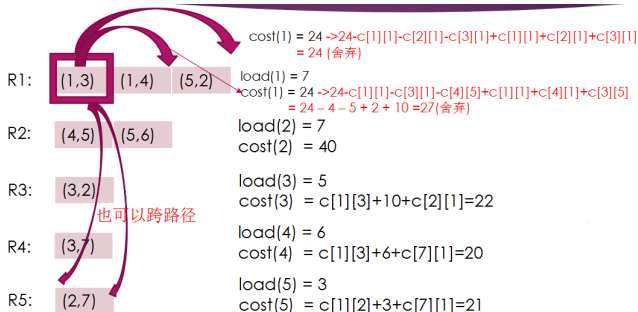 cost(1) = 24 ->24-c[1][1]-c[2][1]-c[3][1]+c[1][1]+c[2][1]+c[3][1]
= 24 (舍弃)
R1: (1,3) (1,4) (5,2)
load(1) = 7
cost(1) = 24 ->24-c[1][1]-c[3][1]-c[4][5]+c[1][1]+c[4][1]+c[3][5]
= 24 – 4 – 5 + 2 + 10 =27(舍弃)
R2: (4,5) (5,6)
load(2) = 7
cost(2) = 40
R3: (3,2)
load(3) = 5
cost(3) = c[1][3]+10+c[2][1]=22
也可以跨路径
R4: (3,7)
load(4) = 6
cost(4) = c[1][3]+6+c[7][1]=20
R5: (2,7)
load(5) = 3
cost(5) = c[1][2]+3+c[7][1]=21